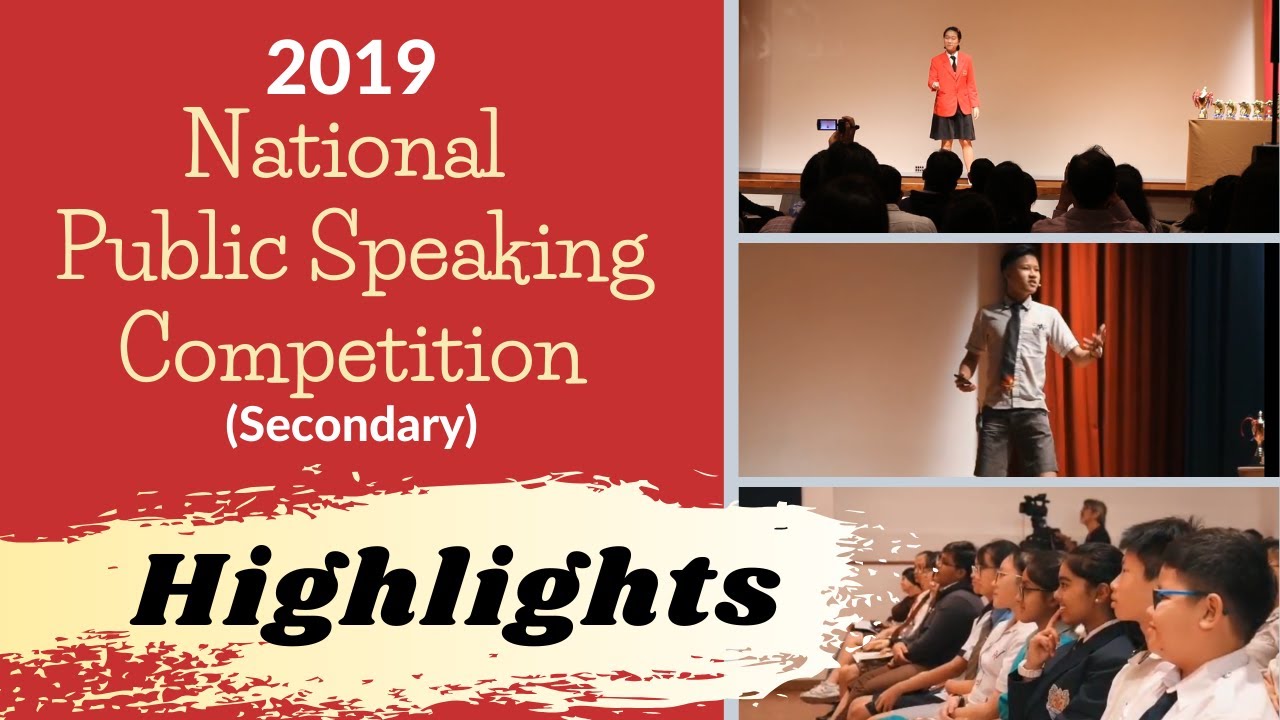 2019
National
Public Speaking
Competition
(Secondary)
Highlights